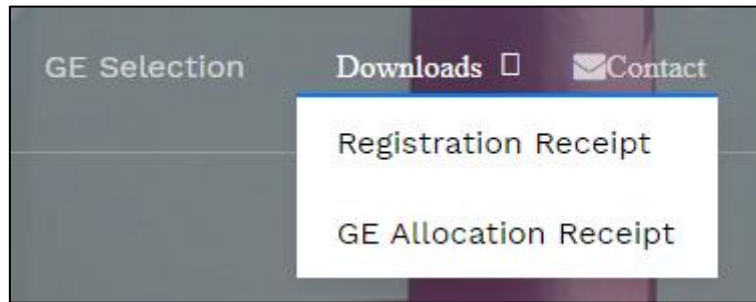 GE Selection Downloads Contact
Registration Receipt
GE Allocation Receipt